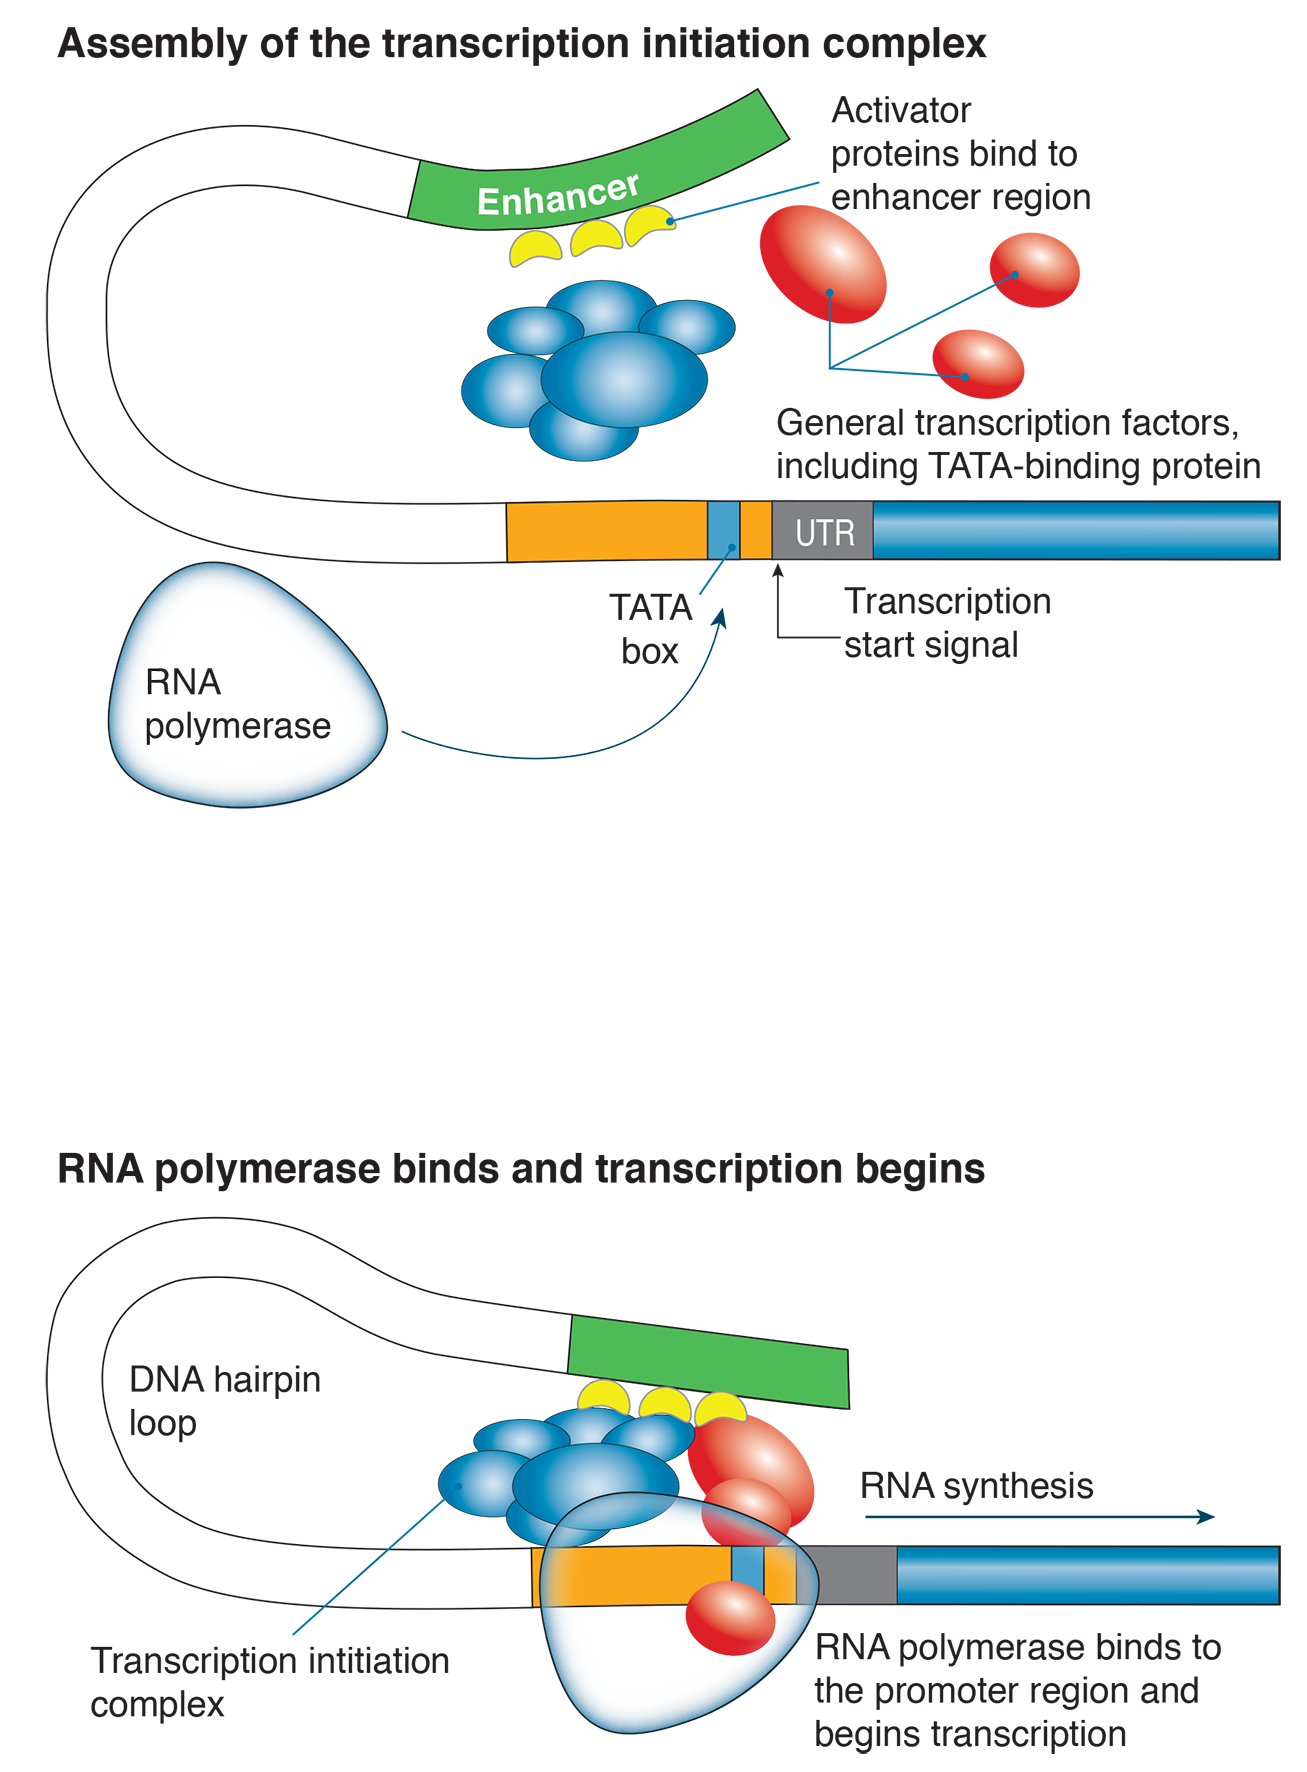 Assembly of the transcription initiation complex
Activator
proteins bind to
enhancer region
Enhancer
General transcription factors,
including TATA-binding protein
UTR
TATA
box
Transcription
start signal
RNA
polymerase
RNA polymerase binds and transcription begins
DNA hairpin
loop
RNA synthesis
Transcription intitiation
complex
RNA polymerase binds to
the promoter region and
begins transcription